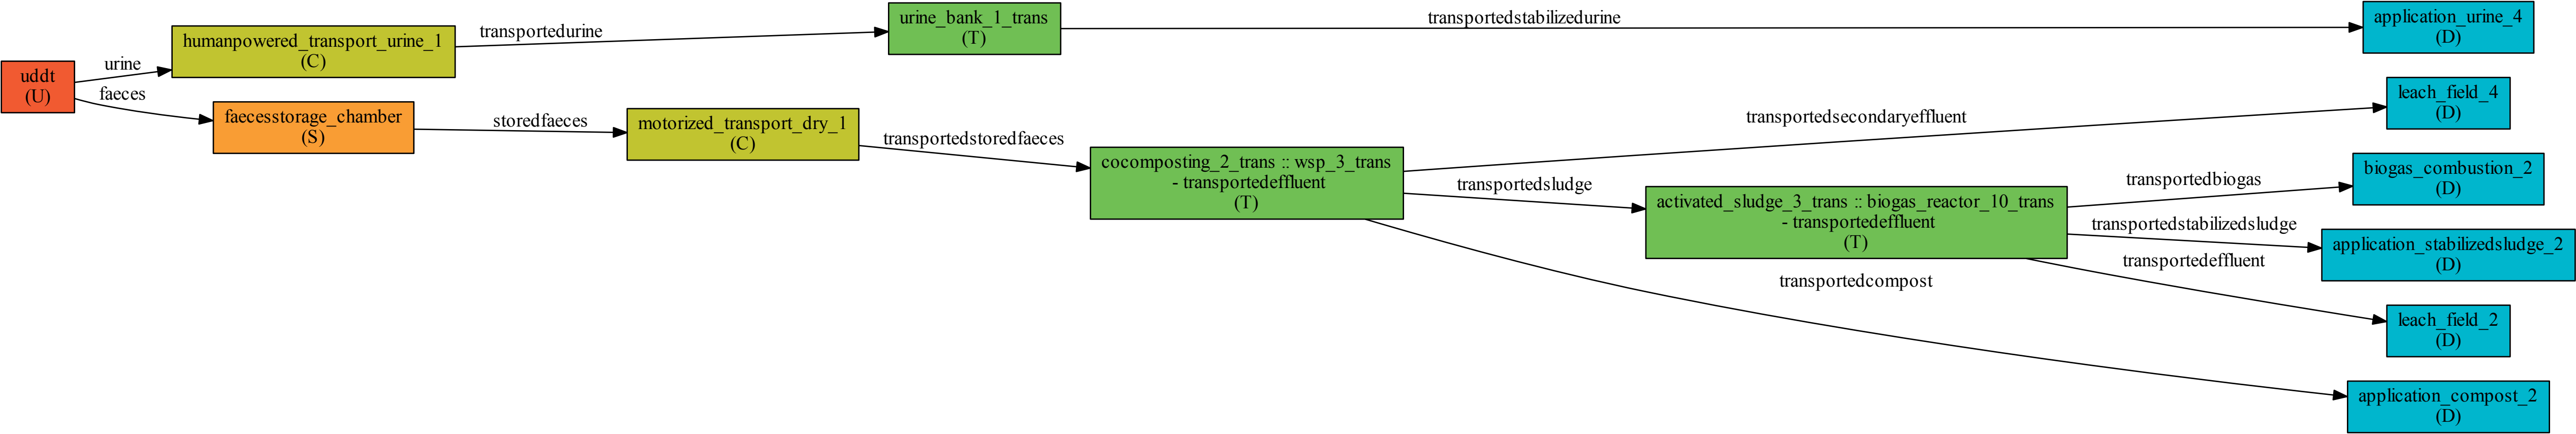 uddt
(U)
urine
faeces
humanpowered_transport_urine_1
(C)
transportedurine
urine_bank_1_trans
(T)
transportedstabilizedurine
application_urine_4
(D)
faecesstorage_chamber
(S)
storedfaeces
motorized_transport_dry_1
(C)
transportedstoredfaeces
cocomposting_2_trans :: wsp_3_trans
- transportedeffluent
(T)
transportedsecondaryeffluent
leach_field_4
(D)
transportedsludge
activated_sludge_3_trans :: biogas_reactor_10_trans
- transportedeffluent
(T)
transportedbiogas
biogas_combustion_2
(D)
transportedstabilizedsludge
application_stabilizedsludge_2
(D)
transportedeffluent
leach_field_2
(D)
transportedcompost
application_compost_2
(D)